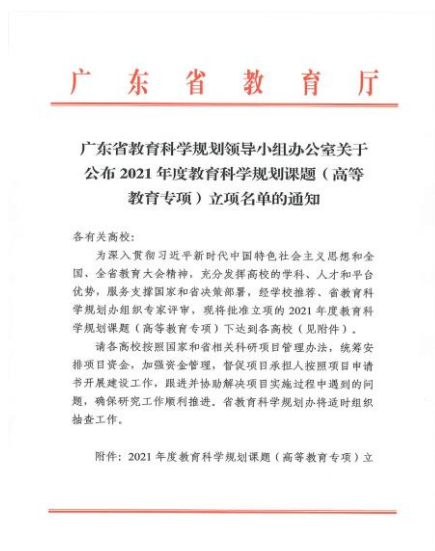 广东省教育厅
广东省教育科学规划领导小组办公室关于
公布 2021 年度教育科学规划课题（高等
教育专项）立项名单的通知
各有关高校：
为深入贯彻习近平新时代中国特色社会主义思想和全
国、全省教育大会精神，充分发挥高校的学科、人才和平台
优势，服务支撑国家和省决策部署，经学校推荐、省教育科
学规划办组织专家评审，现将批准立项的 2021 年度教育科
学规划课题（高等教育专项）下达到各高校（见附件）。
请各高校按照国家和省相关科研项目管理办法，统筹安
排项目资金，加强资金管理，督促项目承担人按照项目申请
书开展建设工作，跟进并协助解决项目实施过程中遇到的问
题，确保研究工作顺利推进。省教育科学规划办将适时组织
抽查工作。
附件：2021 年度教育科学规划课题（高等教育专项）立